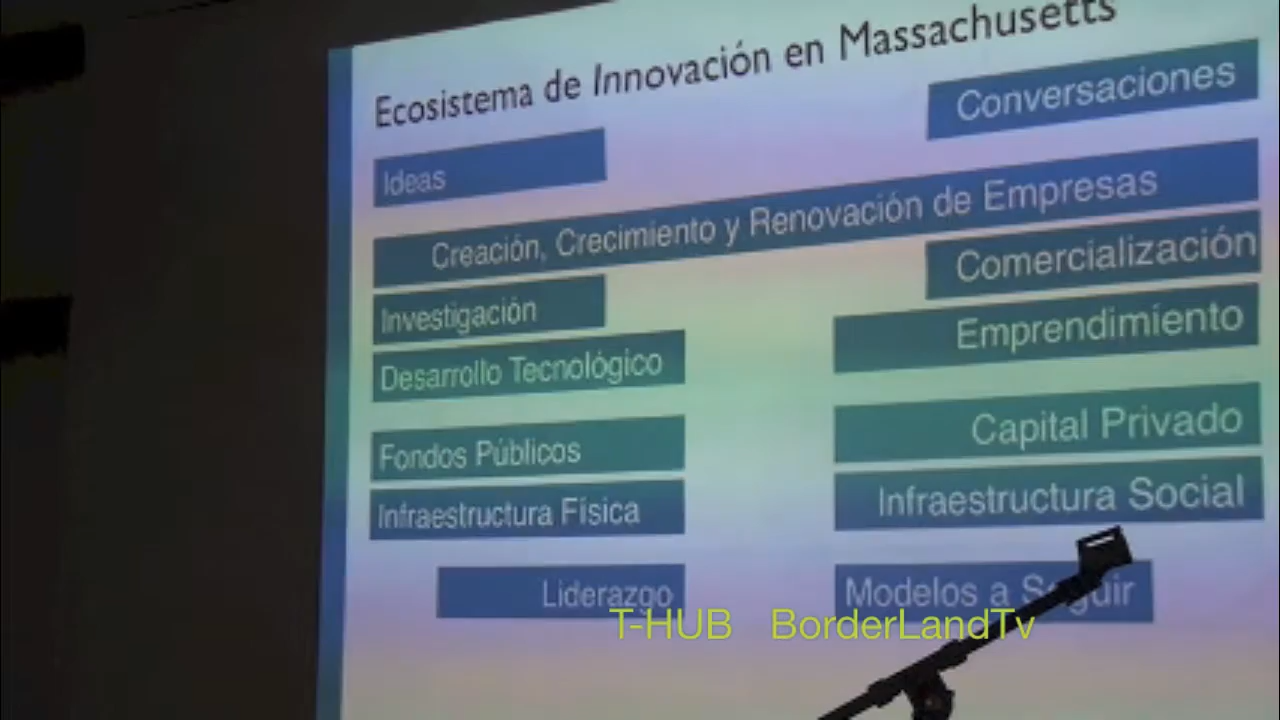 Ecosistema de Innovación en Massachusetts
Conversaciones
Ideas
Creación, Crecimiento y Renovación de Empresas
Comercialización
Investigación
Emprendimiento
Desarrollo Tecnológico
Capital Privado
Fondos Públicos
Infraestructura Social
Infraestructura Física
Liderazgo
Modelos a Seguir
T-HUB BorderLandTv